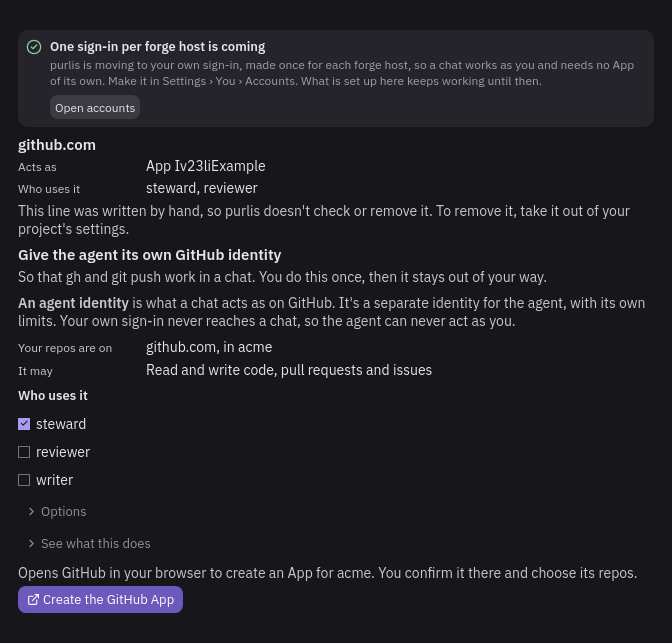 One sign-in per forge host is coming
purlis is moving to your own sign-in, made once for each forge host, so a chat works as you and needs no App
of its own. Make it in Settings › You › Accounts. What is set up here keeps working until then.
Open accounts
github.com
Acts as App Iv23liExample
Who uses it steward, reviewer
This line was written by hand, so purlis doesn't check or remove it. To remove it, take it out of your
project's settings.
Give the agent its own GitHub identity
So that gh and git push work in a chat. You do this once, then it stays out of your way.
An agent identity is what a chat acts as on GitHub. It's a separate identity for the agent, with its own
limits. Your own sign-in never reaches a chat, so the agent can never act as you.
Your repos are on github.com, in acme
It may Read and write code, pull requests and issues
Who uses it
steward
reviewer
writer
Options
See what this does
Opens GitHub in your browser to create an App for acme. You confirm it there and choose its repos.
Create the GitHub App